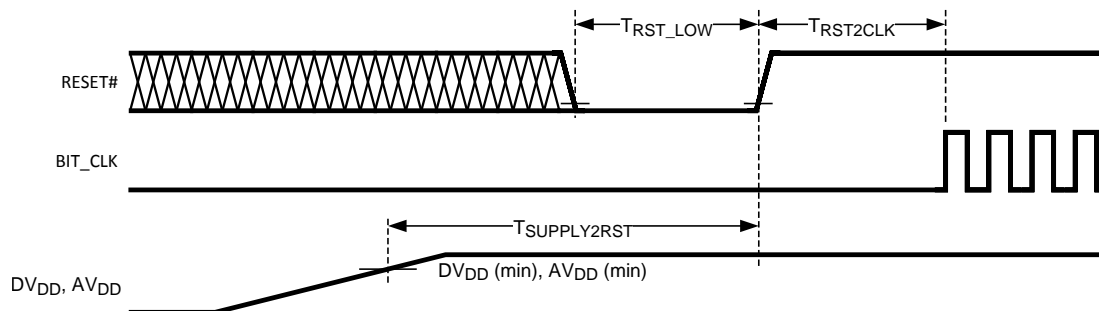 TRST_LOW TRST2CLK
RESET#
BIT_CLK
TSUPPLY2RST
DVDD (min), AVDD (min)
DVDD, AVDD